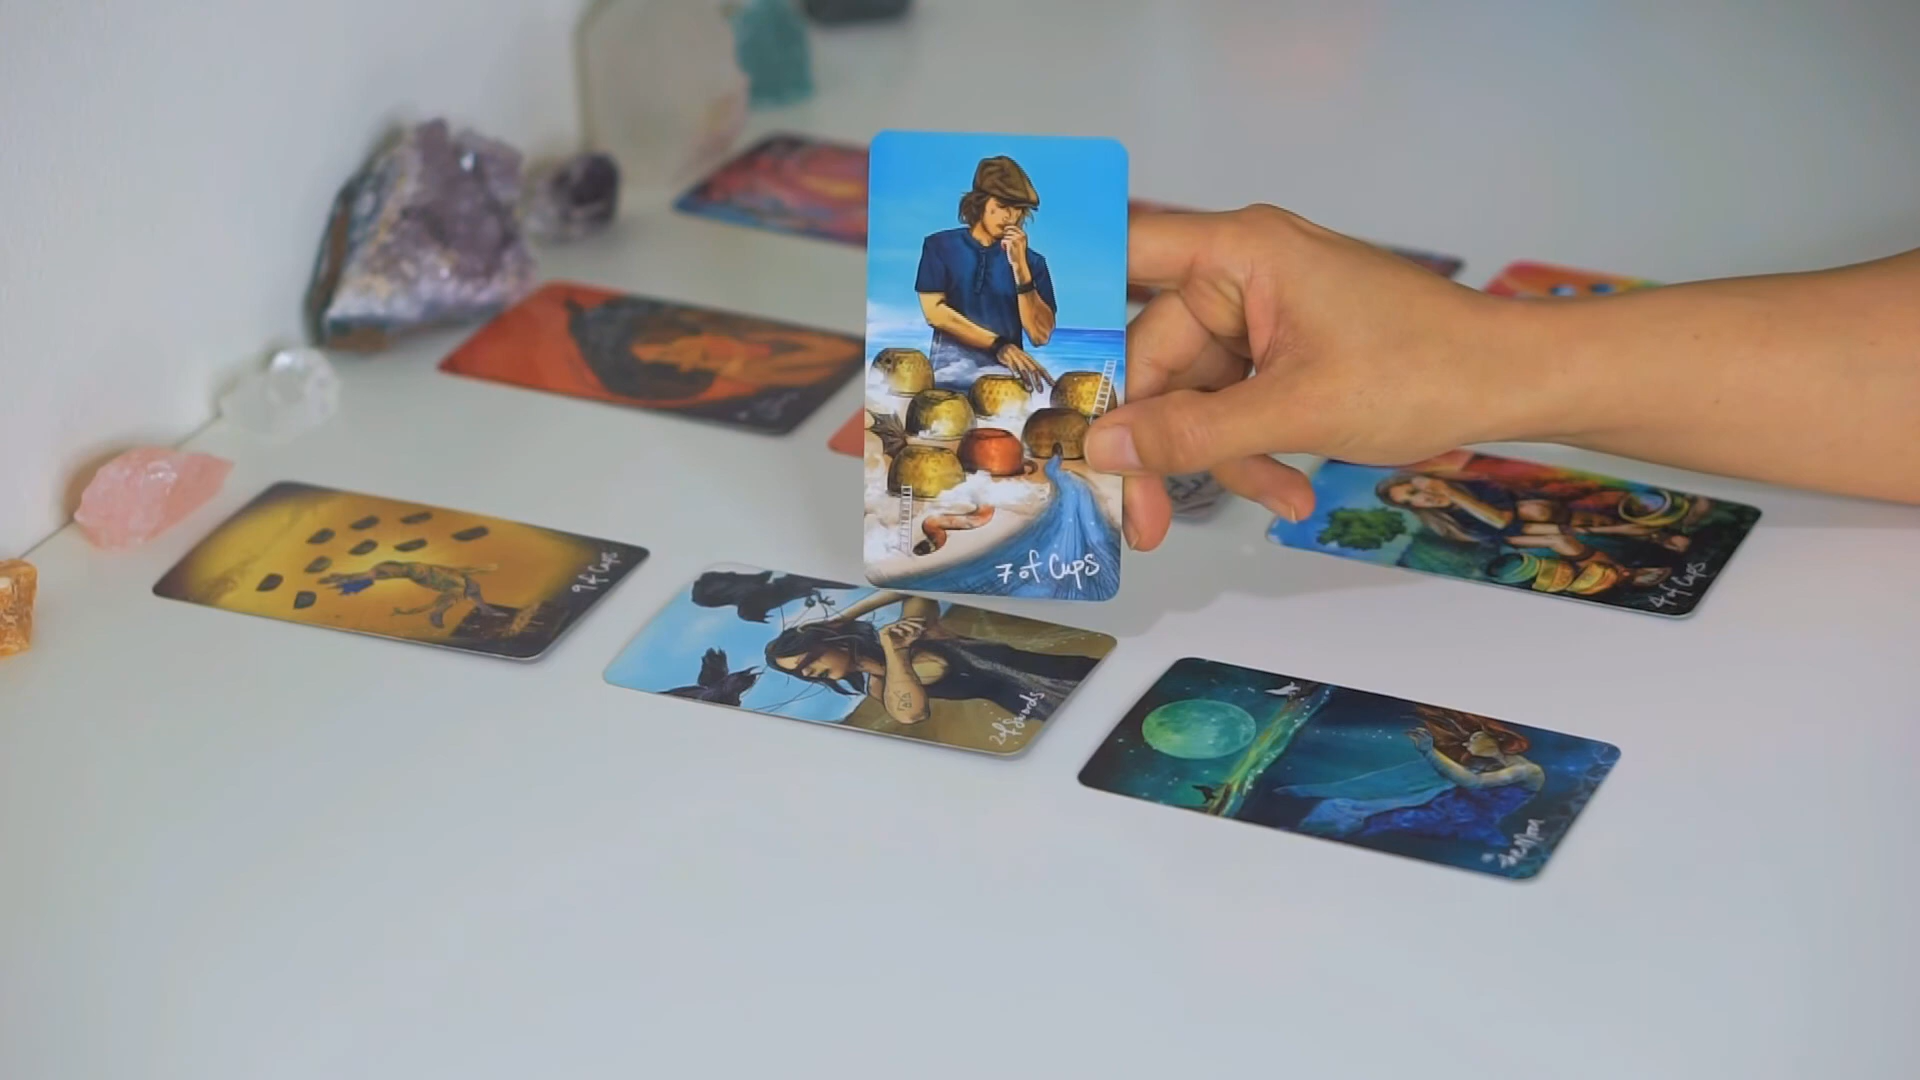 7 of Cups
9 of Cups
4 of Cups
2 of Swords
the Moon